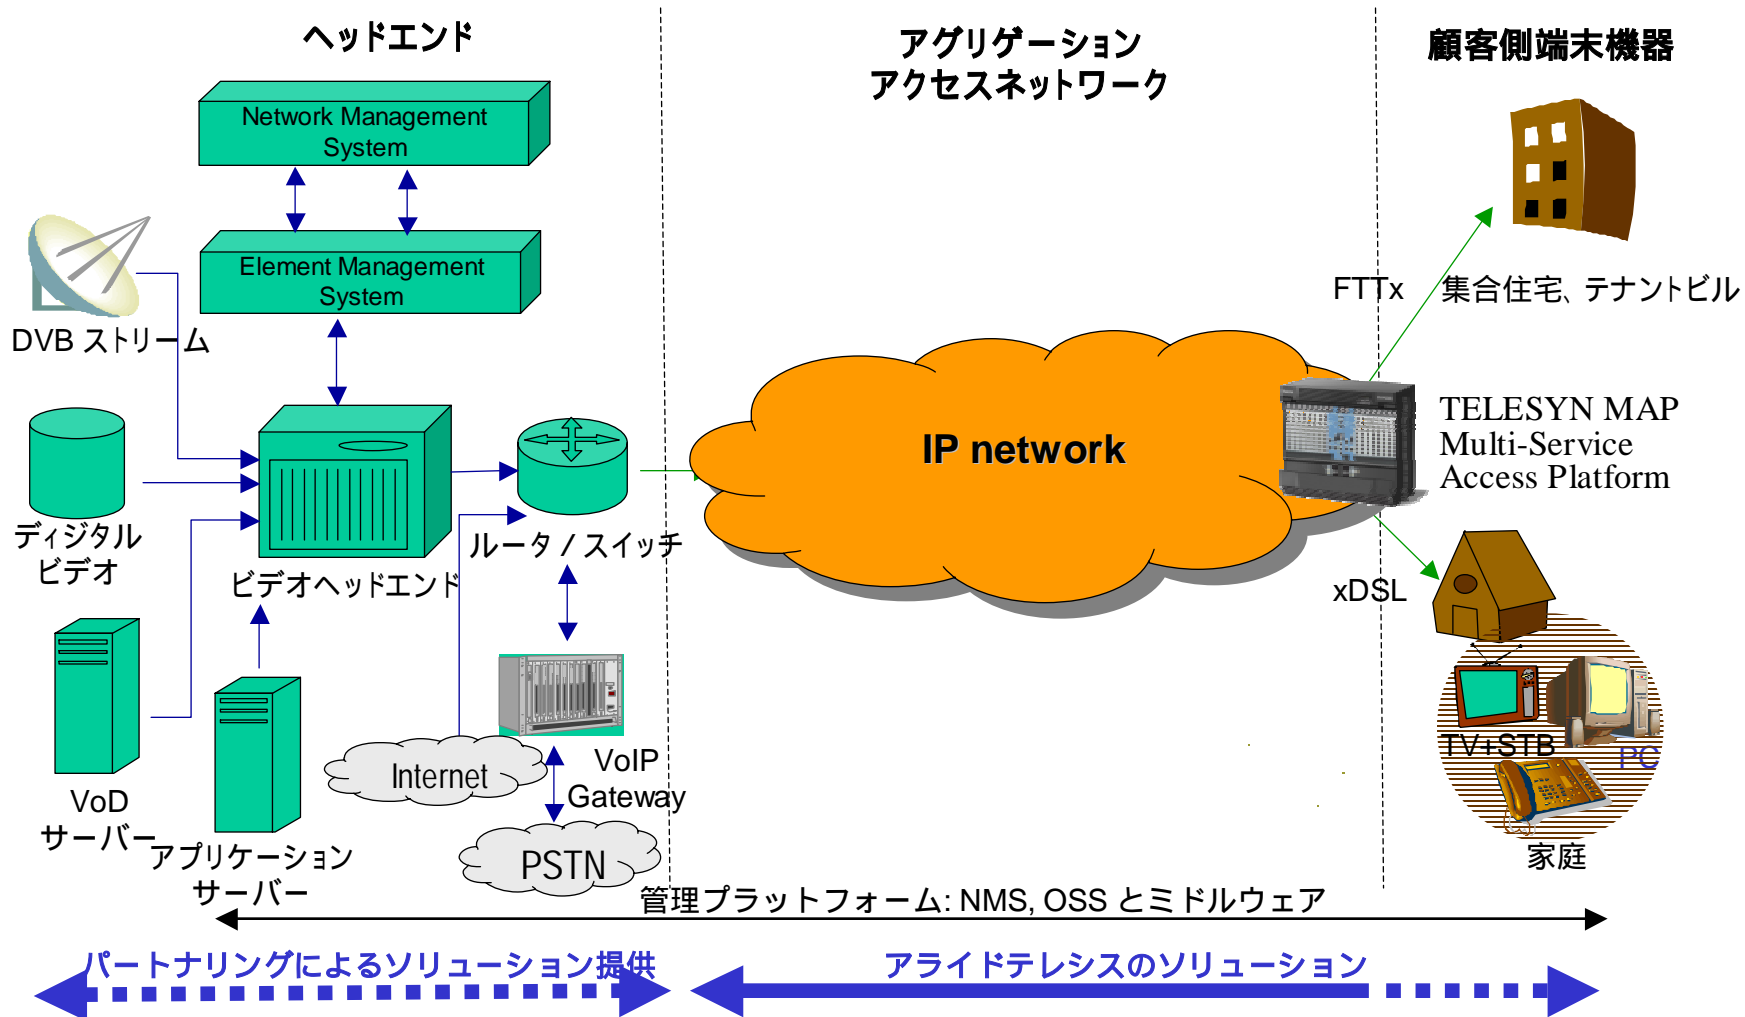 ヘッドエンド
アグリゲーション
アクセスネットワーク
顧客側端末機器
Network Management
System
Element Management
System
DVB ストリーム
FTTx
集合住宅、テナントビル
IP network
TELESYN MAP
Multi-Service
Access Platform
ディジタル
ビデオ
ビデオヘッドエンド
ルータ / スイッチ
xDSL
VoD
サーバー
アプリケーション
サーバー
Internet
VoIP
Gateway
PSTN
TV+STB
PC
家庭
管理プラットフォーム: NMS, OSS とミドルウェア
パートナリングによるソリューション提供
アライドテレシスのソリューション